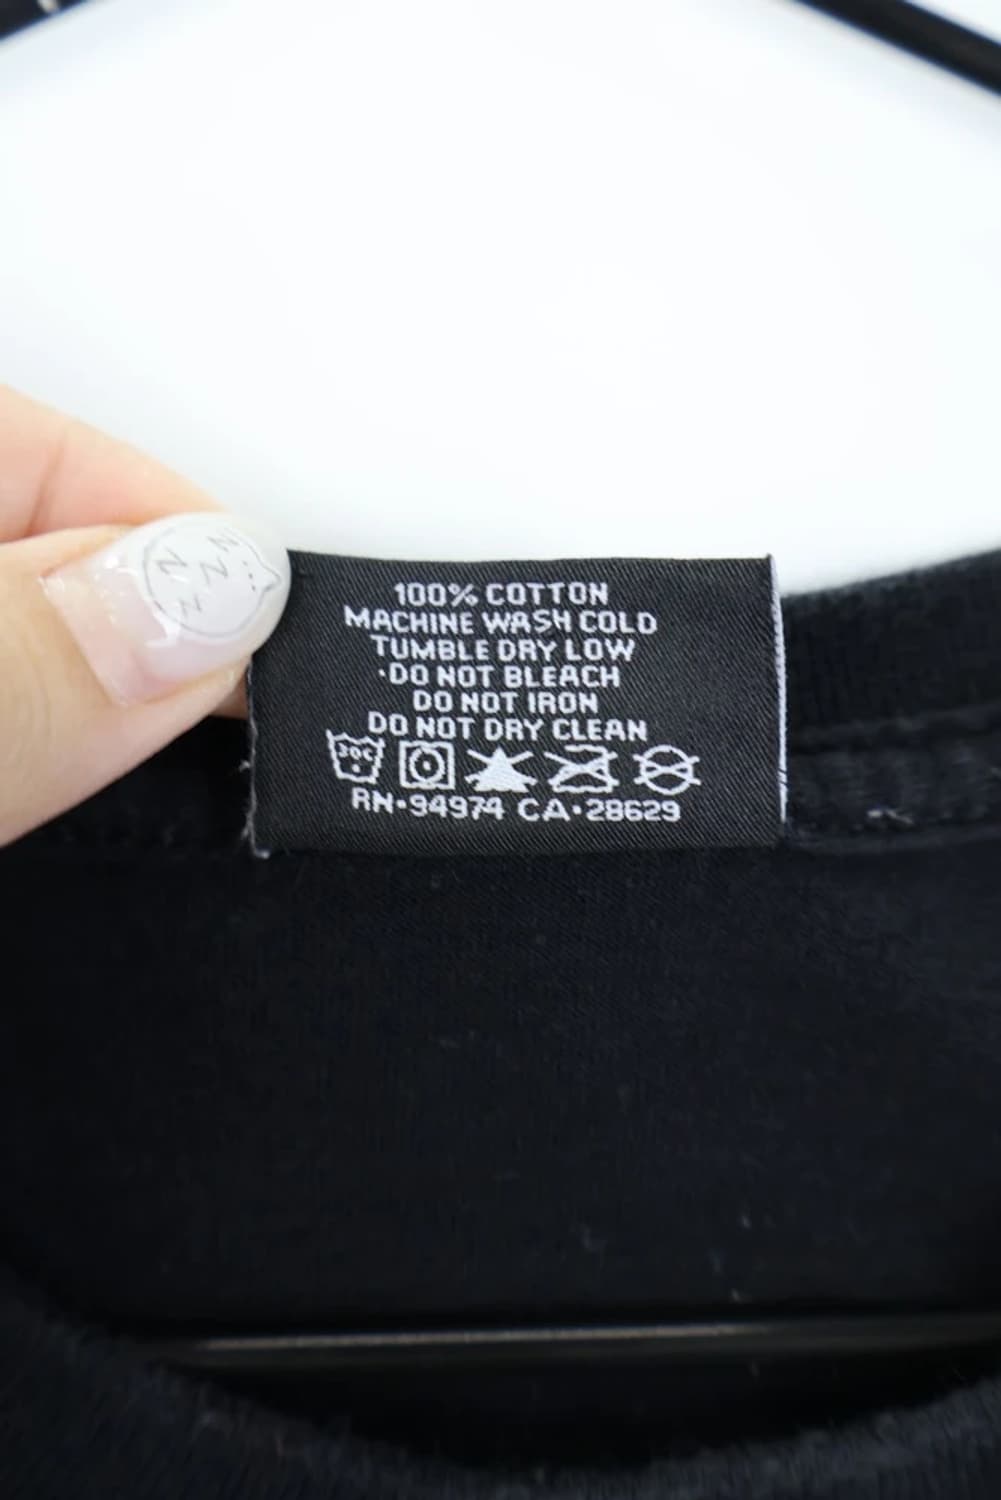 100% COTTON
MACHINE WASH COLD
TUMBLE DRY LOW
·DO NOT BLEACH
DO NOT IRON
DO NOT DRY CLEAN
30C
RN·94974 CA·28629
N Z
N Z
N Z